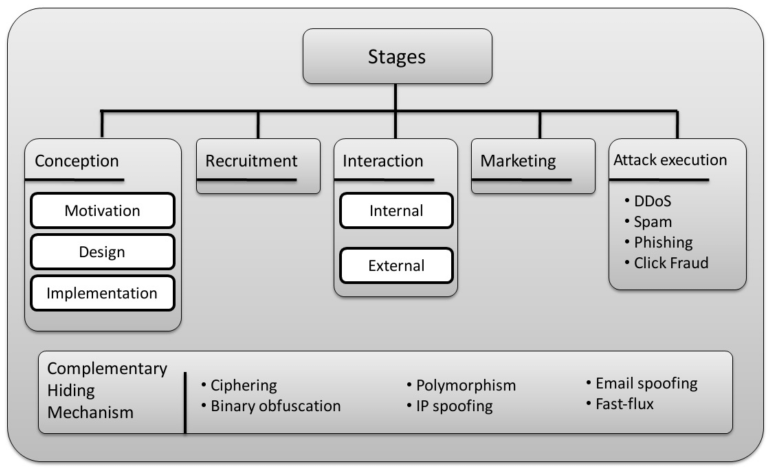 Stages
Conception
Motivation
Design
Implementation
Recruitment
Interaction
Internal
External
Marketing
Attack execution
• DDoS
• Spam
• Phishing
• Click Fraud
Complementary
Hiding
Mechanism
• Ciphering
• Binary obfuscation
• Polymorphism
• IP spoofing
• Email spoofing
• Fast-flux